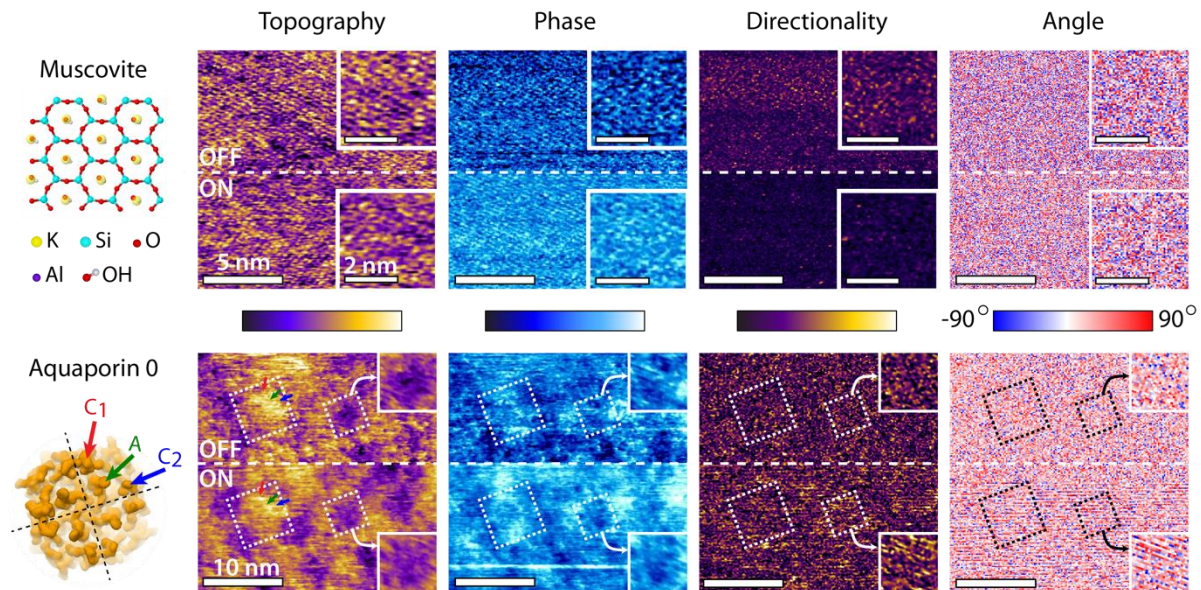 Topography Phase Directionality Angle
Muscovite
OFF
ON
K Si O
Al OH
5 nm 2 nm
-90° 90°
Aquaporin 0
C1
A
C2
OFF
ON
10 nm